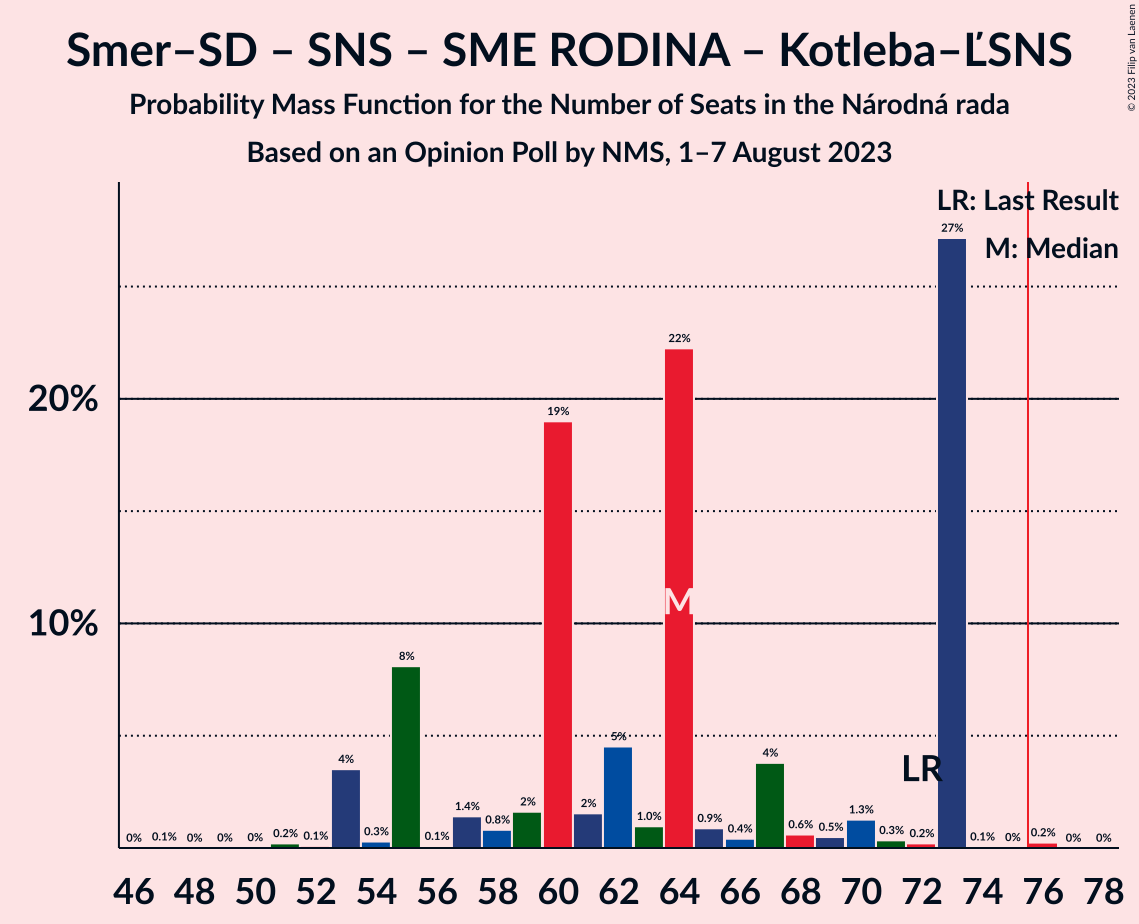 Smer–SD – SNS – SME RODINA – Kotleba–ĽSNS
Probability Mass Function for the Number of Seats in the Národná rada
Based on an Opinion Poll by NMS, 1–7 August 2023
© 2023 Filip van Laenen
LR: Last Result
M: Median
20%
10%
0% 0.1% 0% 0% 0% 0.2% 0.1% 4% 0.3% 8% 0.1% 1.4% 0.8% 2% 19% 2% 5% 1.0% 22% 0.9% 0.4% 4% 0.6% 0.5% 1.3% 0.3% 0.2% 27% 0.1% 0% 0.2% 0% 0%
M
LR
46 48 50 52 54 56 58 60 62 64 66 68 70 72 74 76 78